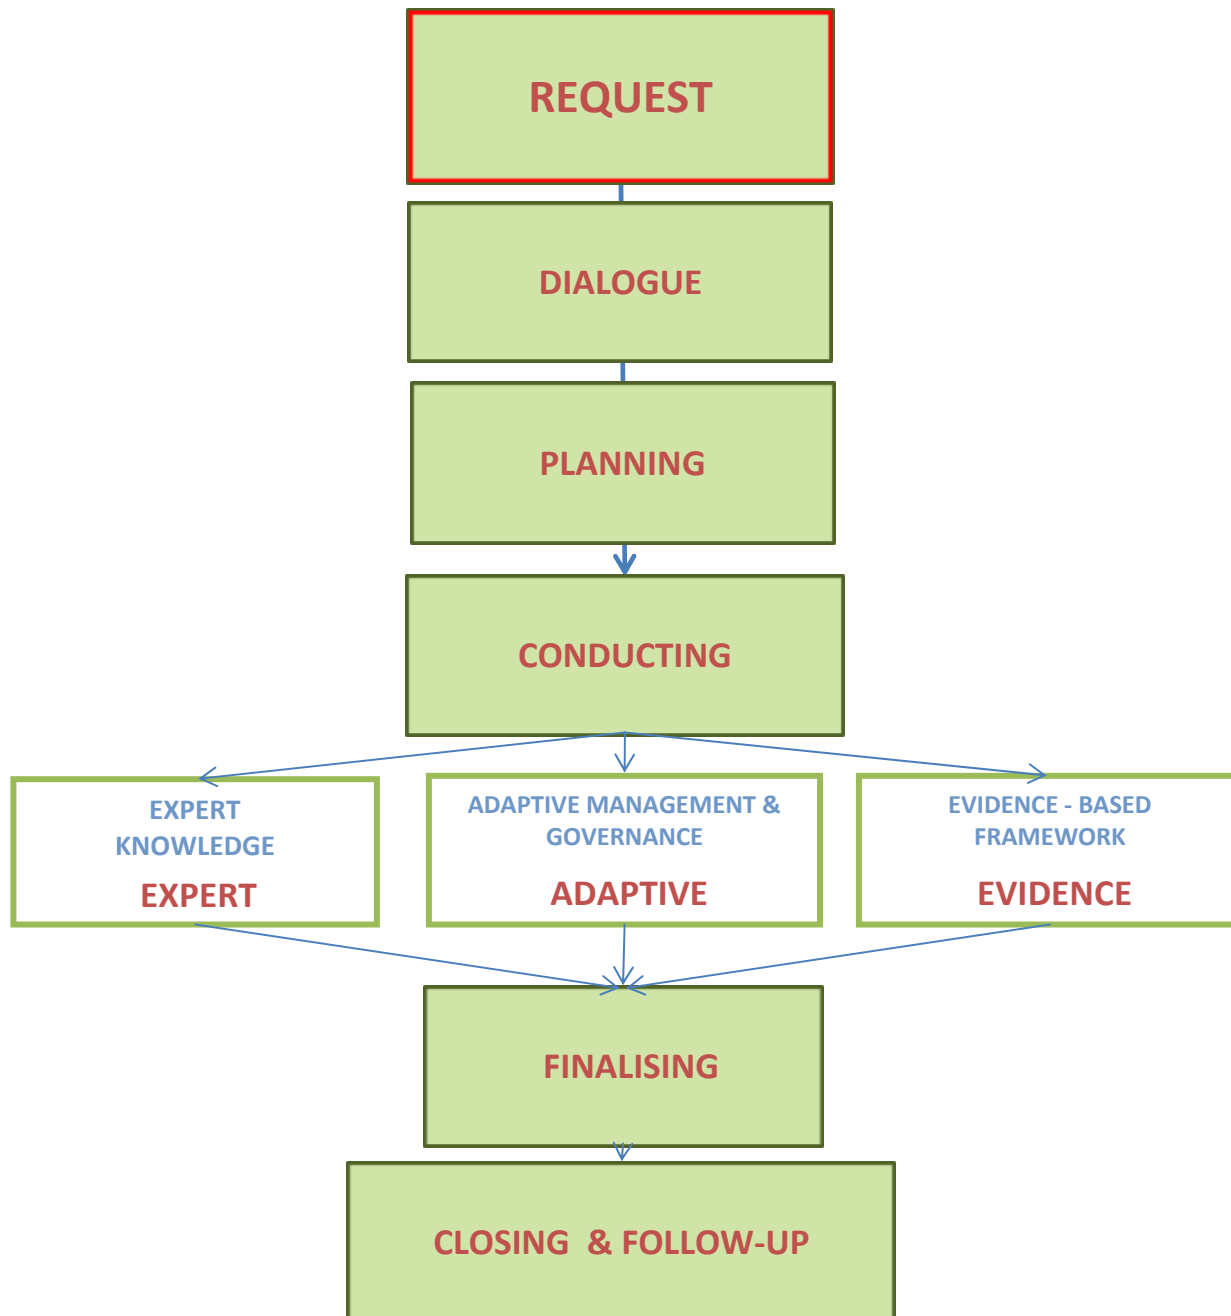 REQUEST
DIALOGUE
PLANNING
CONDUCTING
EXPERT
KNOWLEDGE
EXPERT
ADAPTIVE MANAGEMENT &
GOVERNANCE
ADAPTIVE
EVIDENCE - BASED
FRAMEWORK
EVIDENCE
FINALISING
CLOSING & FOLLOW-UP